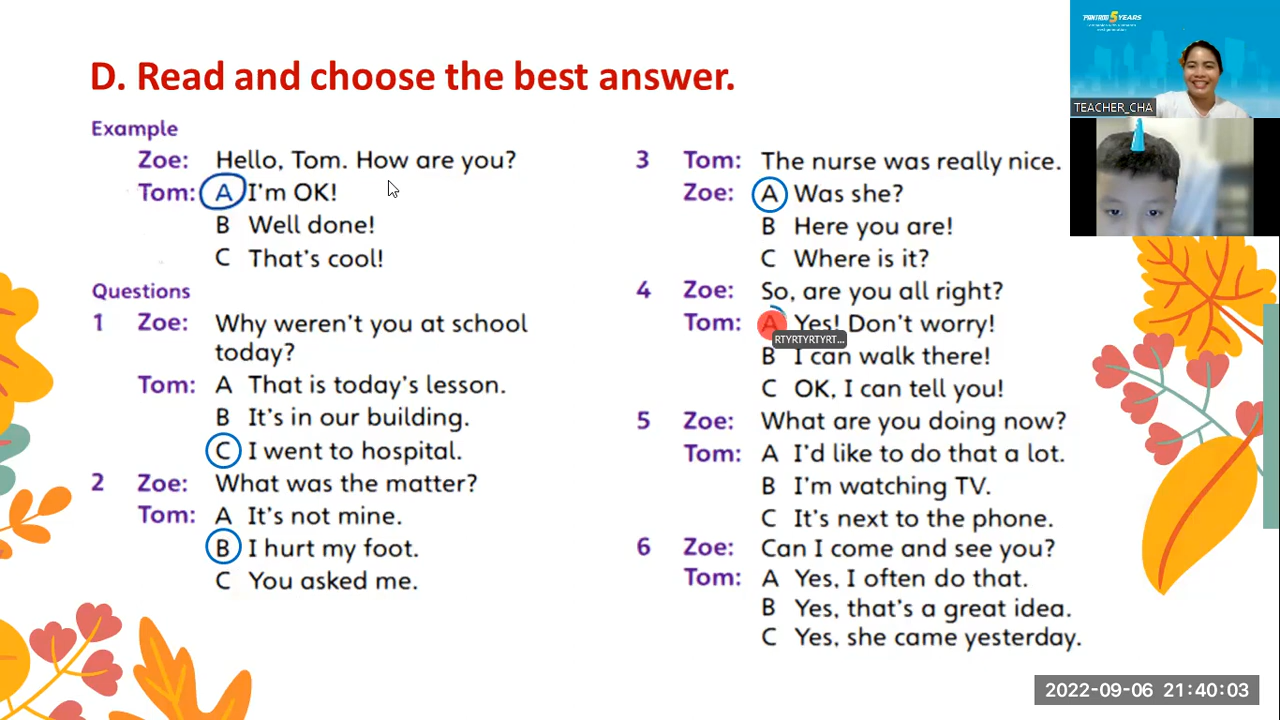 D. Read and choose the best answer.
Example
Zoe: Hello, Tom. How are you?
Tom: A I'm OK!
B Well done!
C That's cool!
Questions
1 Zoe: Why weren't you at school
today?
Tom: A That is today's lesson.
B It's in our building.
C I went to hospital.
2 Zoe: What was the matter?
Tom: A It's not mine.
B I hurt my foot.
C You asked me.
3 Tom: The nurse was really nice.
Zoe: A Was she?
B Here you are!
C Where is it?
4 Zoe: So, are you all right?
Tom: A Yes! Don't worry!
RTYRTYRTYRT...
B I can walk there!
C OK, I can tell you!
5 Zoe: What are you doing now?
Tom: A I'd like to do that a lot.
B I'm watching TV.
C It's next to the phone.
6 Zoe: Can I come and see you?
Tom: A Yes, I often do that.
B Yes, that's a great idea.
C Yes, she came yesterday.
5 YEARS
TEACHER_CHA
2022-09-06 21:40:03